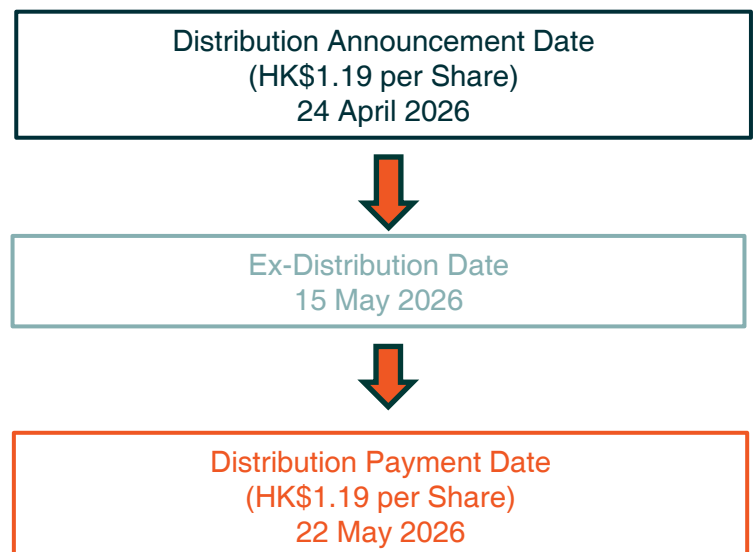 Distribution Announcement Date
(HK$1.19 per Share)
24 April 2026
Ex-Distribution Date
15 May 2026
Distribution Payment Date
(HK$1.19 per Share)
22 May 2026